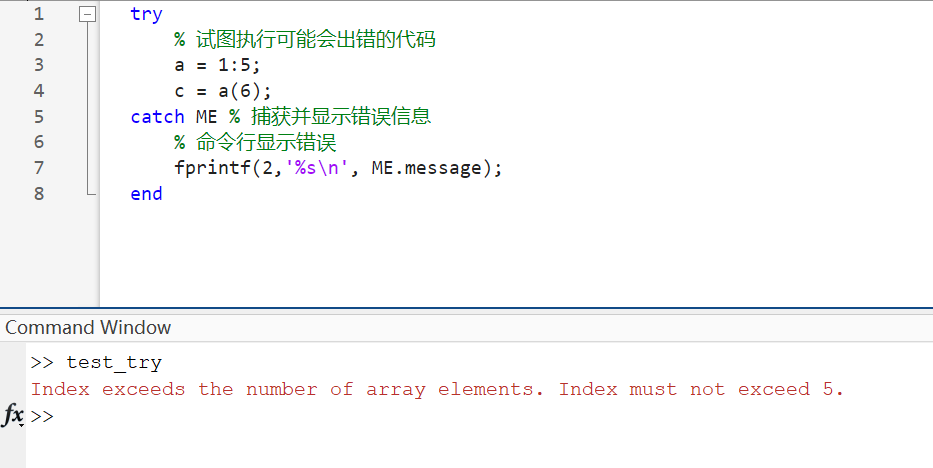 1 try
2 % 试图执行可能会出错的代码
3 a = 1:5;
4 c = a(6);
5 catch ME % 捕获并显示错误信息
6 % 命令行显示错误
7 fprintf(2,'%s\n', ME.message);
8 end
Command Window
>> test_try
Index exceeds the number of array elements. Index must not exceed 5.
fx >>